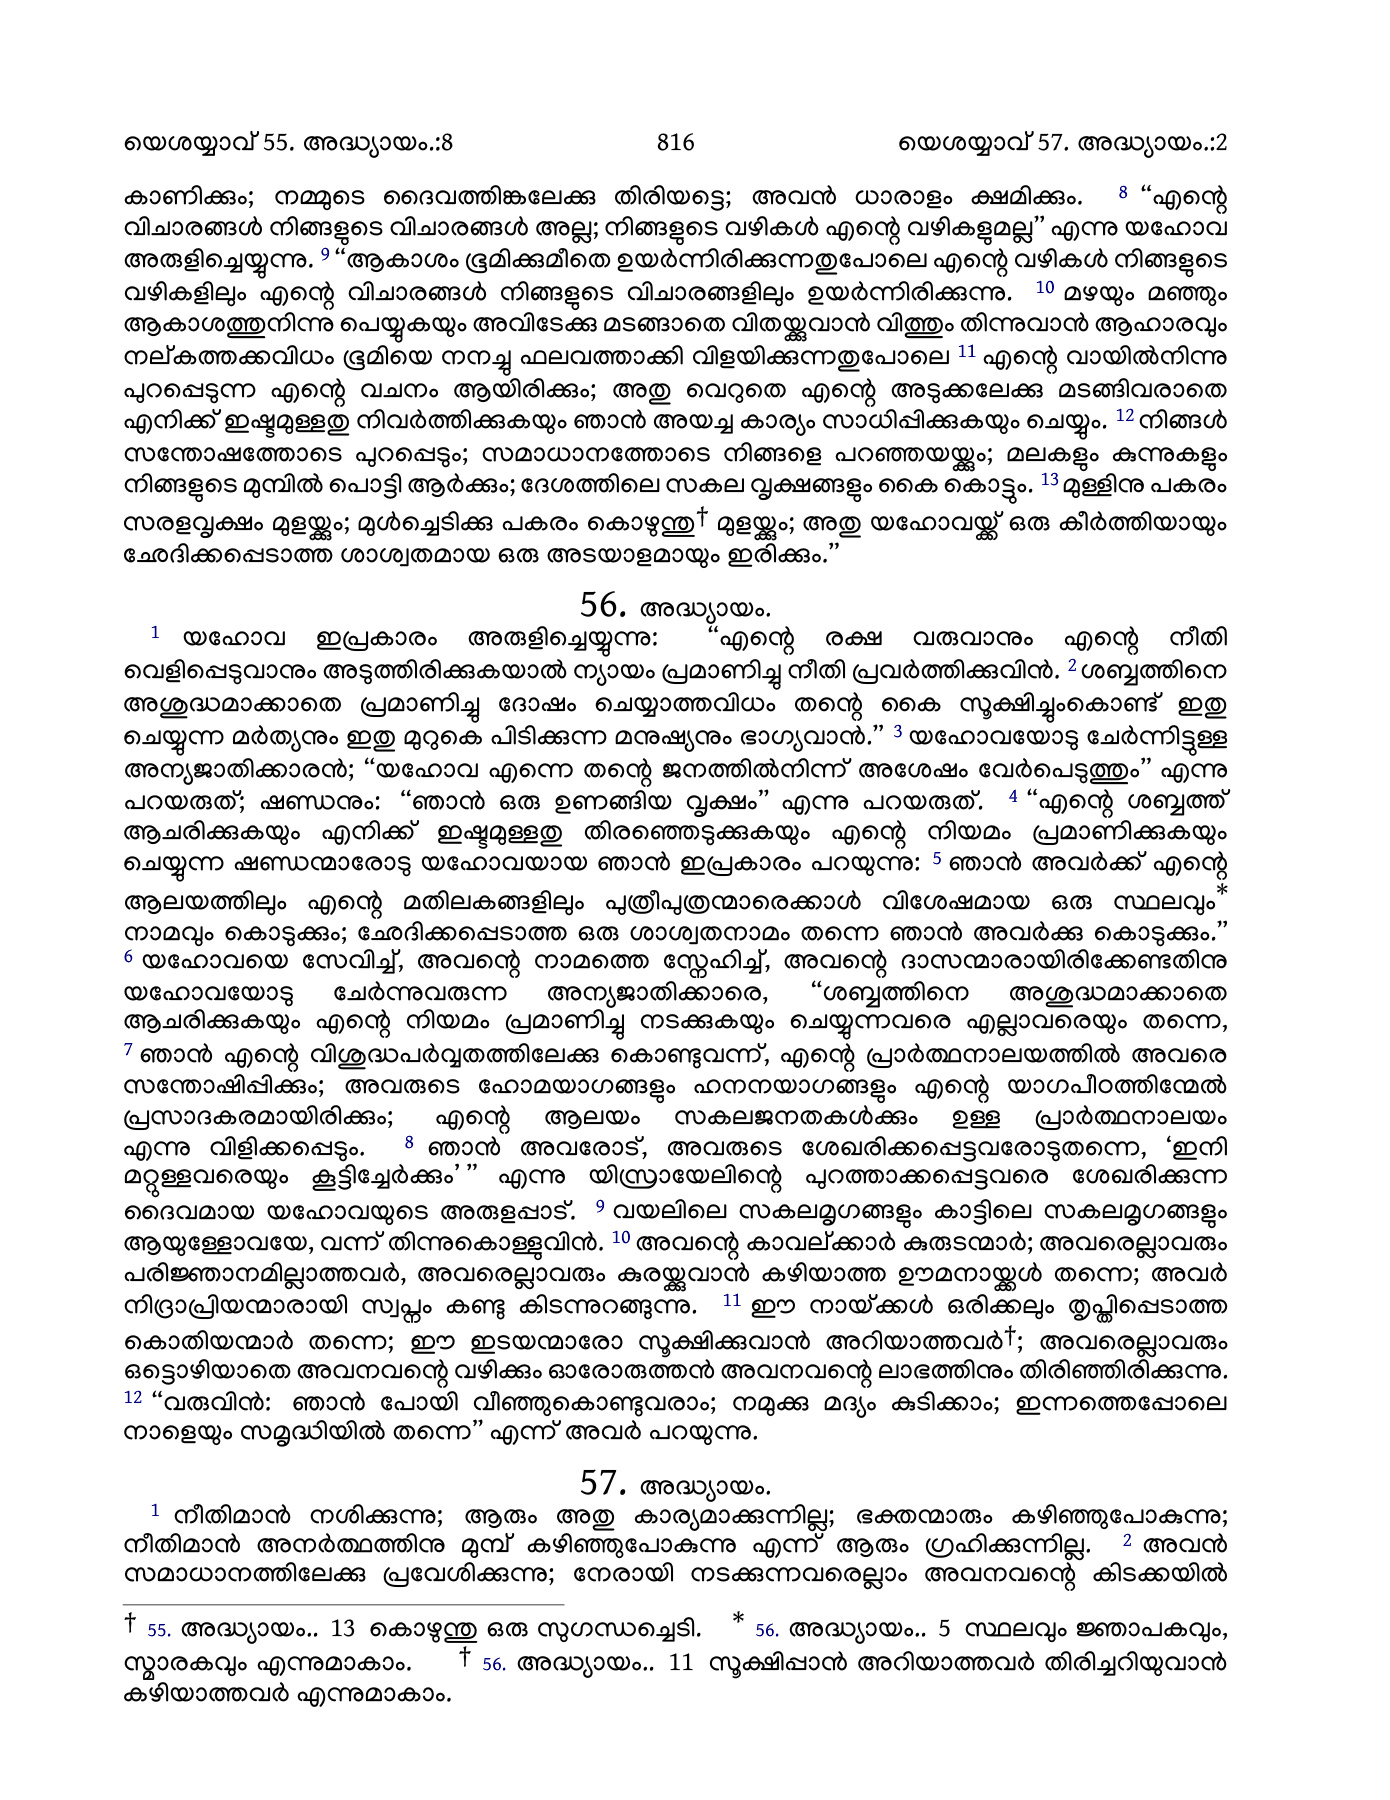 യെശയ്യാവ് 55. അദ്ധ്യായം.:8 816 യെശയ്യാവ് 57. അദ്ധ്യായം.:2
കാണിക്കും; നമ്മുടെ ദൈവത്തിങ്കലേക്കു തിരിയട്ടെ; അവൻ ധാരാളം ക്ഷമിക്കും. 8 “എന്റെ
വിചാരങ്ങൾ നിങ്ങളുടെ വിചാരങ്ങൾ അല്ല; നിങ്ങളുടെ വഴികൾ എന്റെ വഴികളുമല്ല” എന്നു യഹോവ
അരുളിച്ചെയ്യുന്നു. 9 “ആകാശം ഭൂമിക്കുമീതെ ഉയർന്നിരിക്കുന്നതുപോലെ എന്റെ വഴികൾ നിങ്ങളുടെ
വഴികളിലും എന്റെ വിചാരങ്ങൾ നിങ്ങളുടെ വിചാരങ്ങളിലും ഉയർന്നിരിക്കുന്നു. 10 മഴയും മഞ്ഞും
ആകാശത്തുനിന്നു പെയ്യുകയും അവിടേക്കു മടങ്ങാതെ വിതയ്ക്കുവാൻ വിത്തും തിന്നുവാൻ ആഹാരവും
നല്കത്തക്കവിധം ഭൂമിയെ നനച്ചു ഫലവത്താക്കി വിളയിക്കുന്നതുപോലെ 11 എന്റെ വായിൽനിന്നു
പുറപ്പെടുന്ന എന്റെ വചനം ആയിരിക്കും; അതു വെറുതെ എന്റെ അടുക്കലേക്കു മടങ്ങിവരാതെ
എനിക്ക് ഇഷ്ടമുള്ളതു നിവർത്തിക്കുകയും ഞാൻ അയച്ച കാര്യം സാധിപ്പിക്കുകയും ചെയ്യും. 12 നിങ്ങൾ
സന്തോഷത്തോടെ പുറപ്പെടും; സമാധാനത്തോടെ നിങ്ങളെ പറഞ്ഞയയ്ക്കും; മലകളും കുന്നുകളും
നിങ്ങളുടെ മുമ്പിൽ പൊട്ടി ആർക്കും; ദേശത്തിലെ സകല വൃക്ഷങ്ങളും കൈ കൊട്ടും. 13 മുള്ളിനു പകരം
സരളവൃക്ഷം മുളയ്ക്കും; മുൾച്ചെടിക്കു പകരം കൊഴുന്തു† മുളയ്ക്കും; അതു യഹോവയ്ക്ക് ഒരു കീർത്തിയായും
ഛേദിക്കപ്പെടാത്ത ശാശ്വതമായ ഒരു അടയാളമായും ഇരിക്കും.”
56. അദ്ധ്യായം.
1 യഹോവ ഇപ്രകാരം അരുളിച്ചെയ്യുന്നു: “എന്റെ രക്ഷ വരുവാനും എന്റെ നീതി
വെളിപ്പെടുവാനും അടുത്തിരിക്കുകയാൽ ന്യായം പ്രമാണിച്ചു നീതി പ്രവർത്തിക്കുവിൻ. 2 ശബ്ബത്തിനെ
അശുദ്ധമാക്കാതെ പ്രമാണിച്ചു ദോഷം ചെയ്യാത്തവിധം തന്റെ കൈ സൂക്ഷിച്ചുംകൊണ്ട് ഇതു
ചെയ്യുന്ന മർത്യനും ഇതു മുറുകെ പിടിക്കുന്ന മനുഷ്യനും ഭാഗ്യവാൻ.” 3 യഹോവയോടു ചേർന്നിട്ടുള്ള
അന്യജാതിക്കാരൻ; “യഹോവ എന്നെ തന്റെ ജനത്തിൽനിന്ന് അശേഷം വേർപെടുത്തും” എന്നു
പറയരുത്; ഷണ്ഡനും: “ഞാൻ ഒരു ഉണങ്ങിയ വൃക്ഷം” എന്നു പറയരുത്. 4 “എന്റെ ശബ്ബത്ത്
ആചരിക്കുകയും എനിക്ക് ഇഷ്ടമുള്ളതു തിരഞ്ഞെടുക്കുകയും എന്റെ നിയമം പ്രമാണിക്കുകയും
ചെയ്യുന്ന ഷണ്ഡന്മാരോടു യഹോവയായ ഞാൻ ഇപ്രകാരം പറയുന്നു: 5 ഞാൻ അവർക്ക് എന്റെ
ആലയത്തിലും എന്റെ മതിലകങ്ങളിലും പുത്രീപുത്രന്മാരെക്കാൾ വിശേഷമായ ഒരു സ്ഥലവും*
നാമവും കൊടുക്കും; ഛേദിക്കപ്പെടാത്ത ഒരു ശാശ്വതനാമം തന്നെ ഞാൻ അവർക്കു കൊടുക്കും.”
6 യഹോവയെ സേവിച്ച്, അവന്റെ നാമത്തെ സ്നേഹിച്ച്, അവന്റെ ദാസന്മാരായിരിക്കേണ്ടതിനു
യഹോവയോടു ചേർന്നുവരുന്ന അന്യജാതിക്കാരെ, “ശബ്ബത്തിനെ അശുദ്ധമാക്കാതെ
ആചരിക്കുകയും എന്റെ നിയമം പ്രമാണിച്ചു നടക്കുകയും ചെയ്യുന്നവരെ എല്ലാവരെയും തന്നെ,
7 ഞാൻ എന്റെ വിശുദ്ധപർവ്വതത്തിലേക്കു കൊണ്ടുവന്ന്, എന്റെ പ്രാർത്ഥനാലയത്തിൽ അവരെ
സന്തോഷിപ്പിക്കും; അവരുടെ ഹോമയാഗങ്ങളും ഹനനയാഗങ്ങളും എന്റെ യാഗപീഠത്തിന്മേൽ
പ്രസാദകരമായിരിക്കും; എന്റെ ആലയം സകലജനതകൾക്കും ഉള്ള പ്രാർത്ഥനാലയം
എന്നു വിളിക്കപ്പെടും. 8 ഞാൻ അവരോട്, അവരുടെ ശേഖരിക്കപ്പെട്ടവരോടുതന്നെ, ‘ഇനി
മറ്റുള്ളവരെയും കൂട്ടിച്ചേർക്കും’ ” എന്നു യിസ്രായേലിന്റെ പുറത്താക്കപ്പെട്ടവരെ ശേഖരിക്കുന്ന
ദൈവമായ യഹോവയുടെ അരുളപ്പാട്. 9 വയലിലെ സകലമൃഗങ്ങളും കാട്ടിലെ സകലമൃഗങ്ങളും
ആയുള്ളോവയേ, വന്ന് തിന്നുകൊള്ളുവിൻ. 10 അവന്റെ കാവല്ക്കാർ കുരുടന്മാർ; അവരെല്ലാവരും
പരിജ്ഞാനമില്ലാത്തവർ, അവരെല്ലാവരും കുരയ്ക്കുവാൻ കഴിയാത്ത ഊമനായ്ക്കൾ തന്നെ; അവർ
നിദ്രാപ്രിയന്മാരായി സ്വപ്നം കണ്ടു കിടന്നുറങ്ങുന്നു. 11 ഈ നായ്ക്കൾ ഒരിക്കലും തൃപ്തിപ്പെടാത്ത
കൊതിയന്മാർ തന്നെ; ഈ ഇടയന്മാരോ സൂക്ഷിക്കുവാൻ അറിയാത്തവർ†; അവരെല്ലാവരും
ഒട്ടൊഴിയാതെ അവനവന്റെ വഴിക്കും ഓരോരുത്തൻ അവനവന്റെ ലാഭത്തിനും തിരിഞ്ഞിരിക്കുന്നു.
12 “വരുവിൻ: ഞാൻ പോയി വീഞ്ഞുകൊണ്ടുവരാം; നമുക്കു മദ്യം കുടിക്കാം; ഇന്നത്തെപ്പോലെ
നാളെയും സമൃദ്ധിയിൽ തന്നെ” എന്ന് അവർ പറയുന്നു.
57. അദ്ധ്യായം.
1 നീതിമാൻ നശിക്കുന്നു; ആരും അതു കാര്യമാക്കുന്നില്ല; ഭക്തന്മാരും കഴിഞ്ഞുപോകുന്നു;
നീതിമാൻ അനർത്ഥത്തിനു മുമ്പ് കഴിഞ്ഞുപോകുന്നു എന്ന് ആരും ഗ്രഹിക്കുന്നില്ല. 2 അവൻ
സമാധാനത്തിലേക്കു പ്രവേശിക്കുന്നു; നേരായി നടക്കുന്നവരെല്ലാം അവനവന്റെ കിടക്കയിൽ
† 55. അദ്ധ്യായം.. 13 കൊഴുന്തു ഒരു സുഗന്ധച്ചെടി. * 56. അദ്ധ്യായം.. 5 സ്ഥലവും ജ്ഞാപകവും,
സ്മാരകവും എന്നുമാകാം. † 56. അദ്ധ്യായം.. 11 സൂക്ഷിപ്പാൻ അറിയാത്തവർ തിരിച്ചറിയുവാൻ
കഴിയാത്തവർ എന്നുമാകാം.